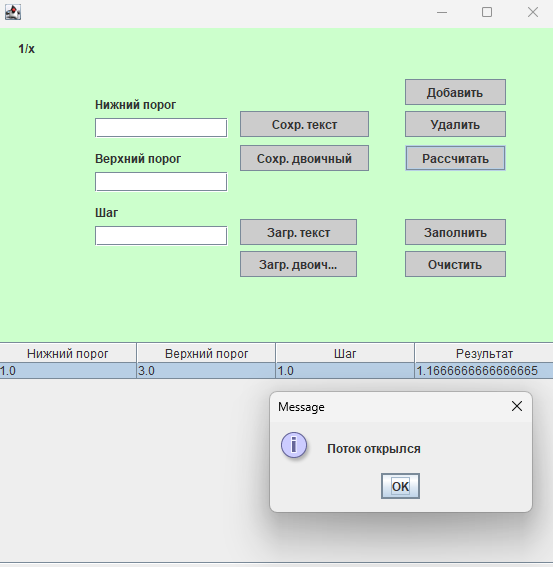 1/x
Добавить
Нижний порог
Сохр. текст
Удалить
Верхний порог
Сохр. двоичный
Рассчитать
Шаг
Загр. текст
Заполнить
Загр. двоич...
Очистить
Нижний порог Верхний порог Шаг Результат
1.0 3.0 1.0 1.1666666666666665
Message
Поток открылся
OK